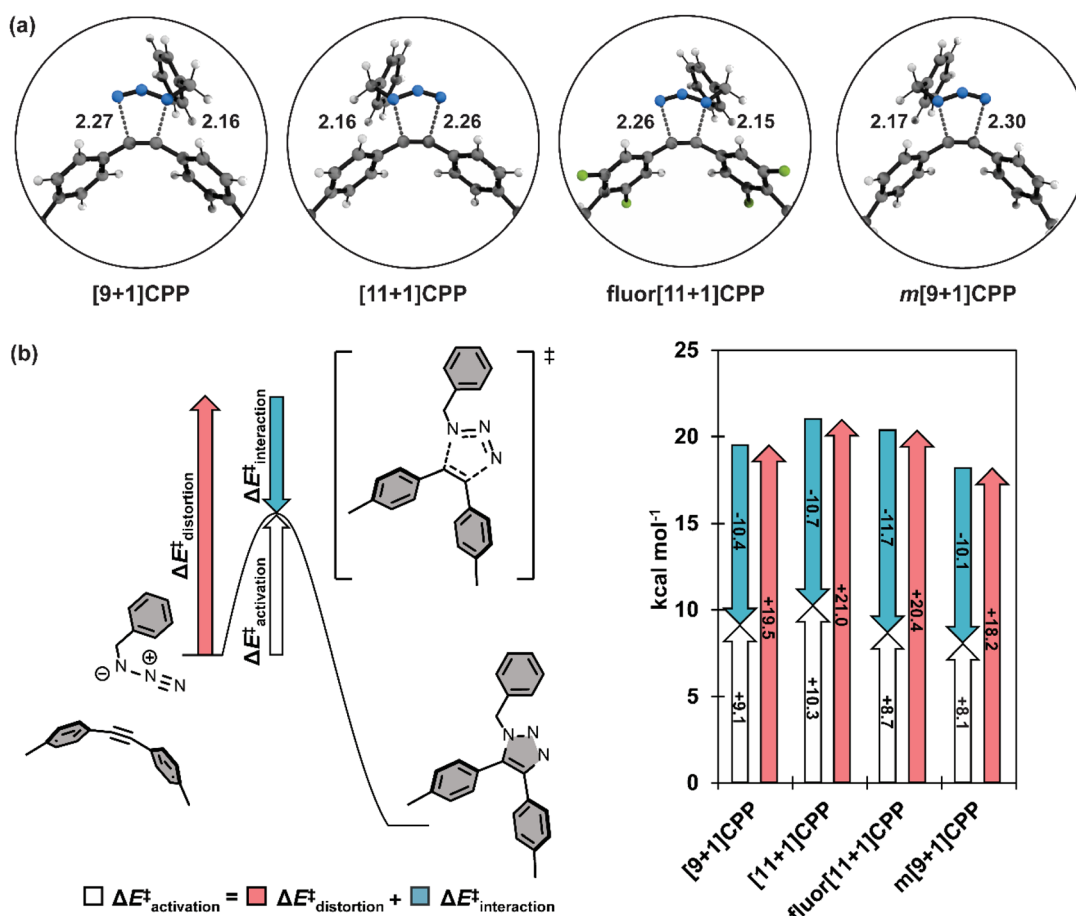 (a)
2.27
2.16
2.16
2.26
2.26
2.15
2.17
2.30
[9+1]CPP
[11+1]CPP
fluor[11+1]CPP
m[9+1]CPP
(b)
ΔE‡distortion
ΔE‡interaction
ΔE‡activation
‡
N
N
N
⊖
N
⊕
N
N
N
N
N
ΔE‡activation = ΔE‡distortion + ΔE‡interaction
kcal mol-1
25
20
15
10
5
0
-10.4
+9.1
+19.5
-10.7
+10.3
+21.0
-11.7
+8.7
+20.4
-10.1
+8.1
+18.2
[9+1]CPP
[11+1]CPP
fluor[11+1]CPP
m[9+1]CPP